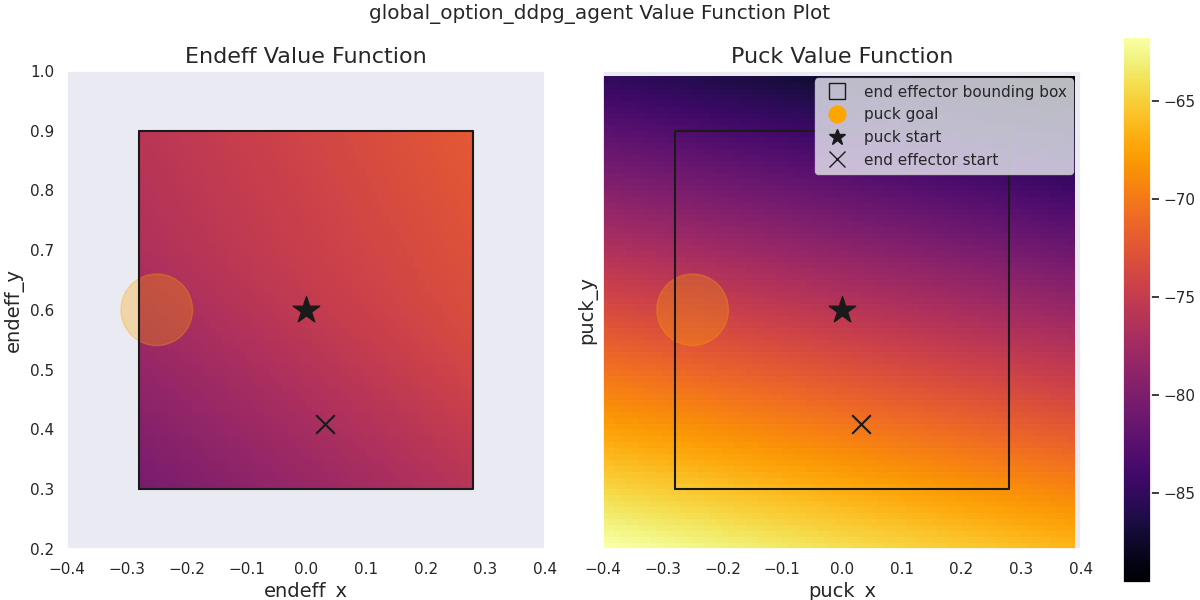 global_option_ddpg_agent Value Function Plot
Endeff Value Function
endeff_y
1.0
0.9
0.8
0.7
0.6
0.5
0.4
0.3
0.2
−0.4 −0.3 −0.2 −0.1 0.0 0.1 0.2 0.3 0.4
endeff_x
Puck Value Function
end effector bounding box
puck goal
puck start
end effector start
puck_y
−0.4 −0.3 −0.2 −0.1 0.0 0.1 0.2 0.3 0.4
puck_x
−65
−70
−75
−80
−85